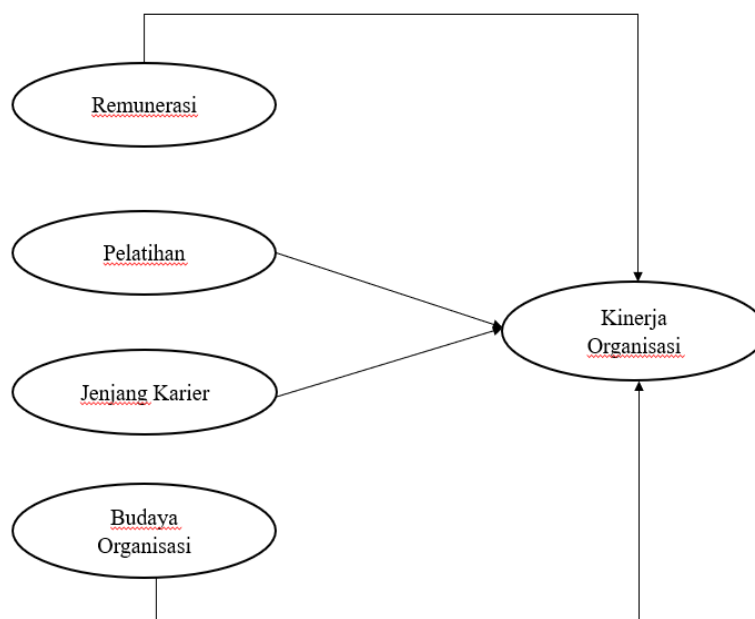 Remunerasi
Pelatihan
Jenjang Karier
Budaya
Organisasi
Kinerja
Organisasi